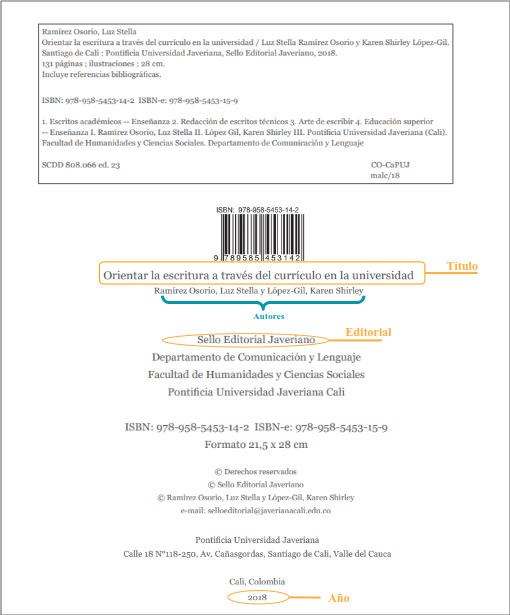 Ramírez Osorio, Luz Stella
Orientar la escritura a través del currículo en la universidad / Luz Stella Ramírez Osorio y Karen Shirley López-Gil.
Santiago de Cali : Pontificia Universidad Javeriana, Sello Editorial Javeriano, 2018.
131 páginas ; ilustraciones ; 28 cm.
Incluye referencias bibliográficas.
ISBN: 978-958-5453-14-2 ISBN-e: 978-958-5453-15-9
1. Escritos académicos -- Enseñanza 2. Redacción de escritos técnicos 3. Arte de escribir 4. Educación superior
-- Enseñanza I. Ramírez Osorio, Luz Stella II. López Gil, Karen Shirley III. Pontificia Universidad Javeriana (Cali).
Facultad de Humanidades y Ciencias Sociales. Departamento de Comunicación y Lenguaje
SCDD 808.066 ed. 23 CO-CaPUJ
malc/18
ISBN: 978-958-5453-14-2
9 789585 453142
Orientar la escritura a través del currículo en la universidad Título
Ramírez Osorio, Luz Stella y López-Gil, Karen Shirley
Autores
Sello Editorial Javeriano Editorial
Departamento de Comunicación y Lenguaje
Facultad de Humanidades y Ciencias Sociales
Pontificia Universidad Javeriana Cali
ISBN: 978-958-5453-14-2 ISBN-e: 978-958-5453-15-9
Formato 21,5 x 28 cm
© Derechos reservados
© Sello Editorial Javeriano
© Ramírez Osorio, Luz Stella y López-Gil, Karen Shirley
e-mail: selloeditorial@javerianacali.edu.co
Pontificia Universidad Javeriana
Calle 18 N°118-250, Av. Cañasgordas, Santiago de Cali, Valle del Cauca
Cali, Colombia
2018 Año